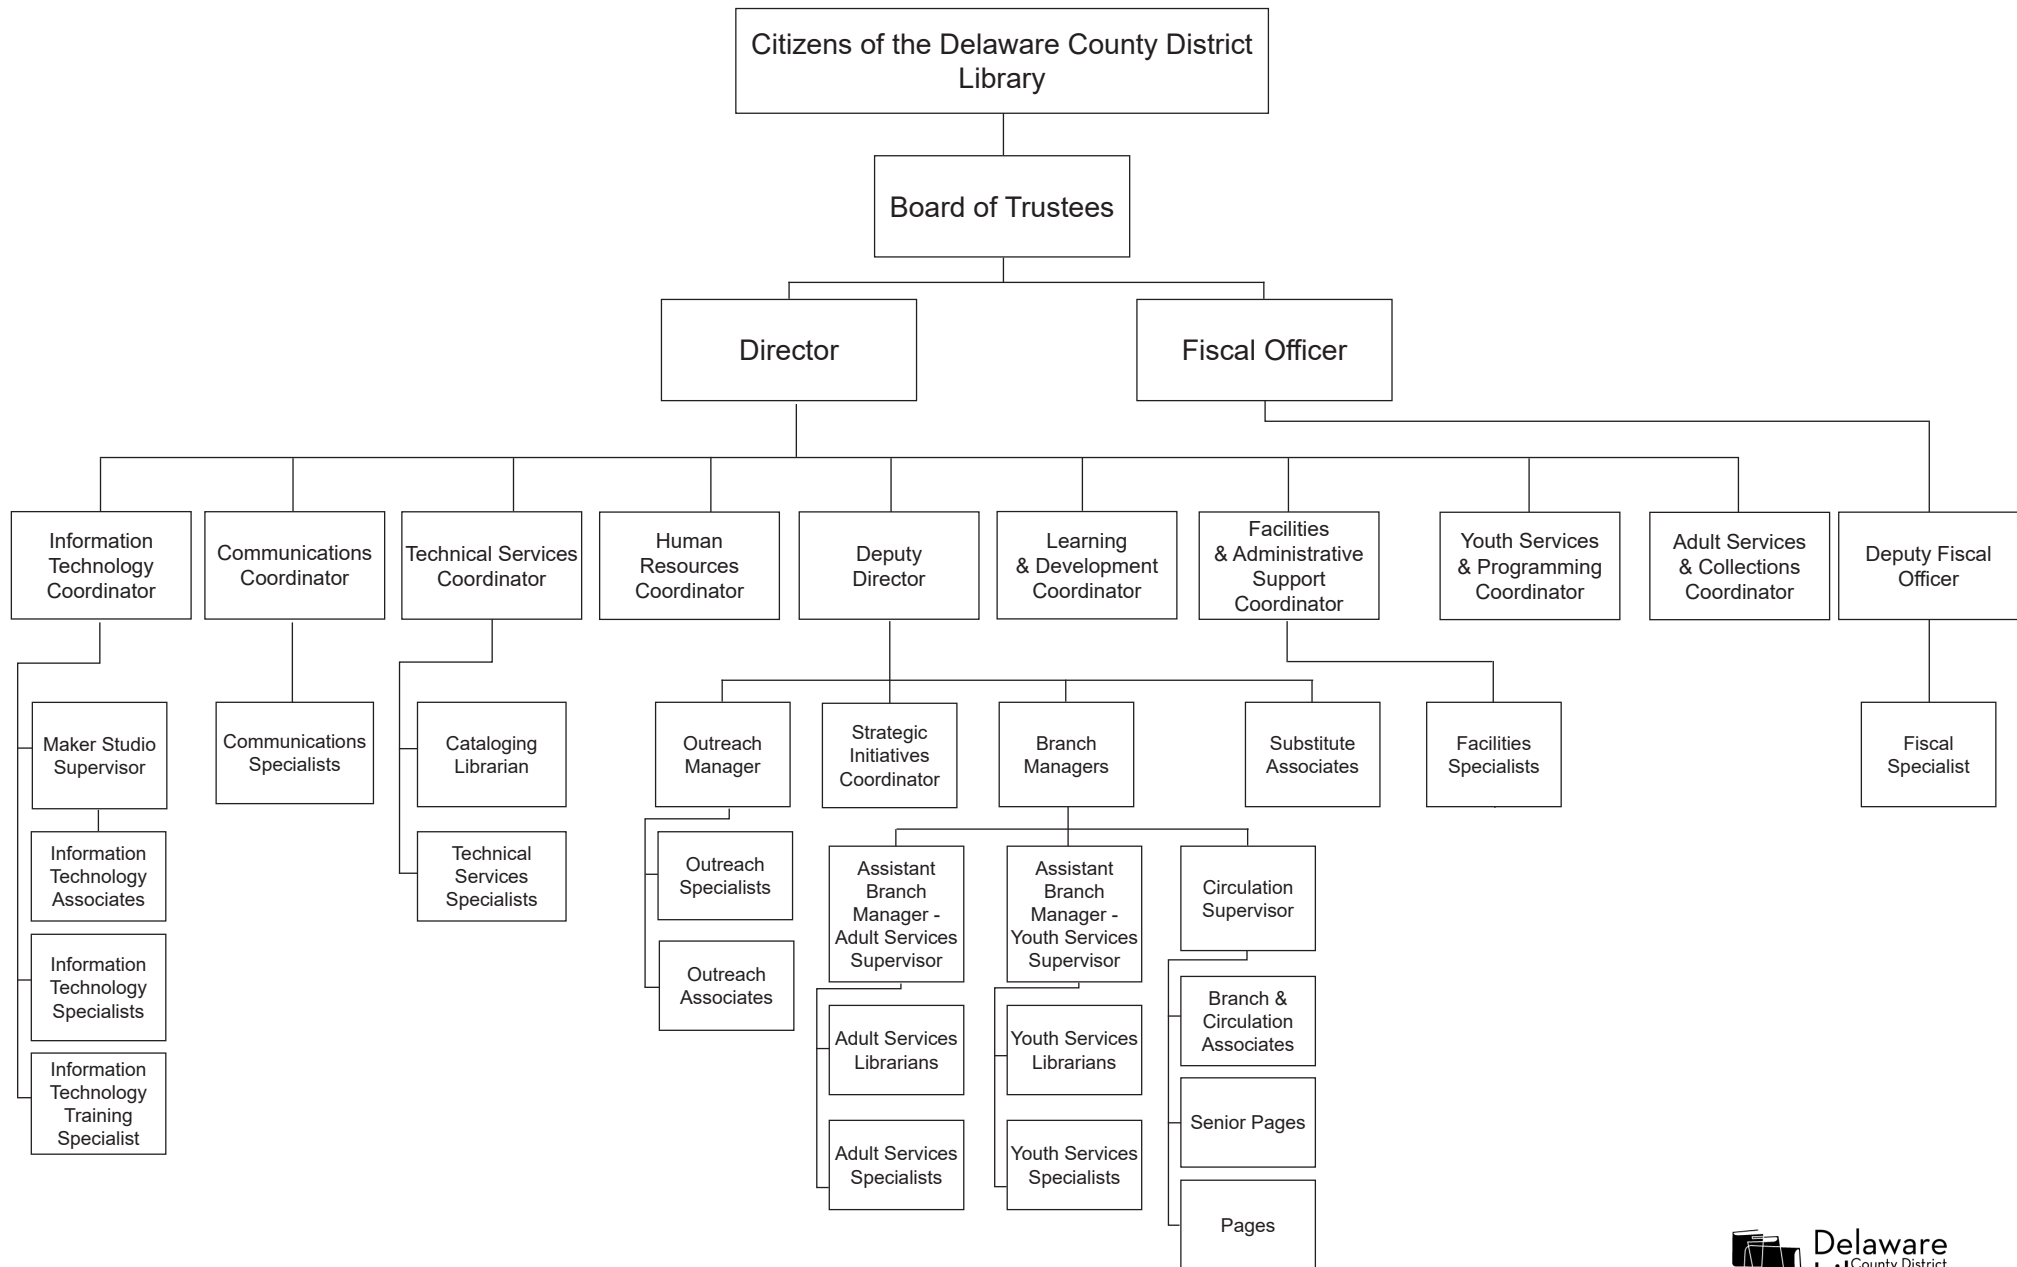 Citizens of the Delaware County District
Library
Board of Trustees
Director
Fiscal Officer
Information
Technology
Coordinator
Communications
Coordinator
Technical Services
Coordinator
Human
Resources
Coordinator
Deputy
Director
Learning
& Development
Coordinator
Facilities
& Administrative
Support
Coordinator
Youth Services
& Programming
Coordinator
Adult Services
& Collections
Coordinator
Deputy Fiscal
Officer
Maker Studio
Supervisor
Communications
Specialists
Cataloging
Librarian
Outreach
Manager
Strategic
Initiatives
Coordinator
Branch
Managers
Substitute
Associates
Facilities
Specialists
Fiscal
Specialist
Information
Technology
Associates
Technical
Services
Specialists
Outreach
Specialists
Assistant
Branch
Manager -
Adult Services
Supervisor
Assistant
Branch
Manager -
Youth Services
Supervisor
Circulation
Supervisor
Information
Technology
Specialists
Outreach
Associates
Adult Services
Librarians
Youth Services
Librarians
Branch &
Circulation
Associates
Information
Technology
Training
Specialist
Adult Services
Specialists
Youth Services
Specialists
Senior Pages
Pages
Delaware
County District